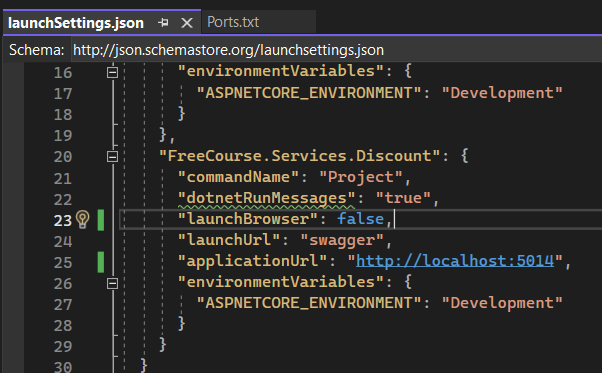 launchSettings.json Ports.txt
Schema: http://json.schemastore.org/launchsettings.json
16 "environmentVariables": {
17 "ASPNETCORE_ENVIRONMENT": "Development"
18 }
19 },
20 "FreeCourse.Services.Discount": {
21 "commandName": "Project",
22 "dotnetRunMessages": "true",
23 "launchBrowser": false,
24 "launchUrl": "swagger",
25 "applicationUrl": "http://localhost:5014",
26 "environmentVariables": {
27 "ASPNETCORE_ENVIRONMENT": "Development"
28 }
29 }
30 }